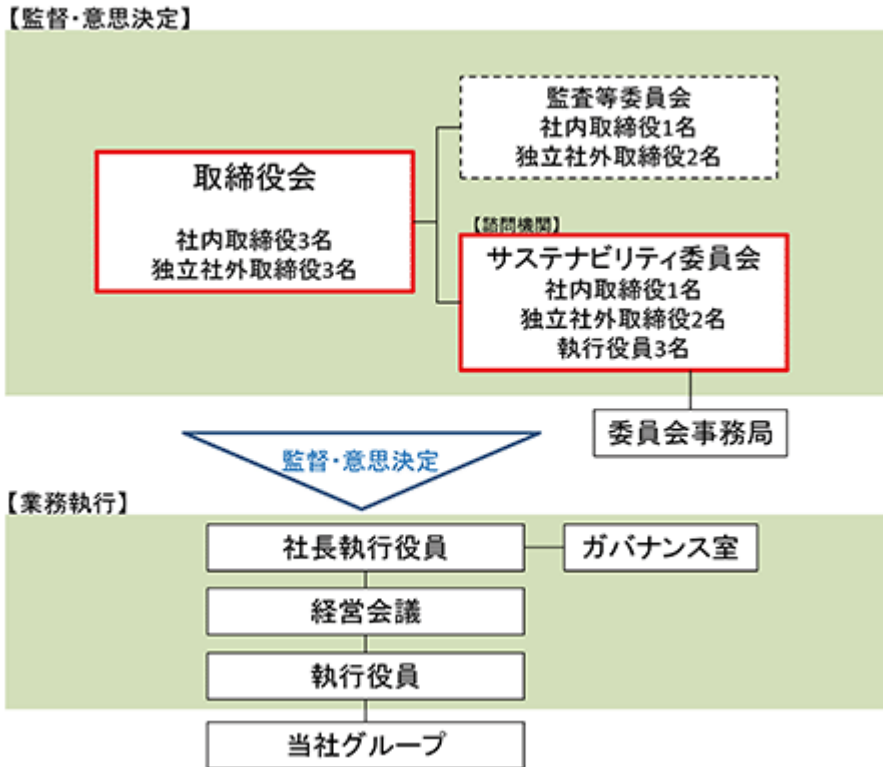 【監督・意思決定】
監査等委員会
社内取締役1名
独立社外取締役2名
取締役会
社内取締役3名
独立社外取締役3名
【諮問機関】
サステナビリティ委員会
社内取締役1名
独立社外取締役2名
執行役員3名
委員会事務局
監督・意思決定
【業務執行】
社長執行役員
ガバナンス室
経営会議
執行役員
当社グループ